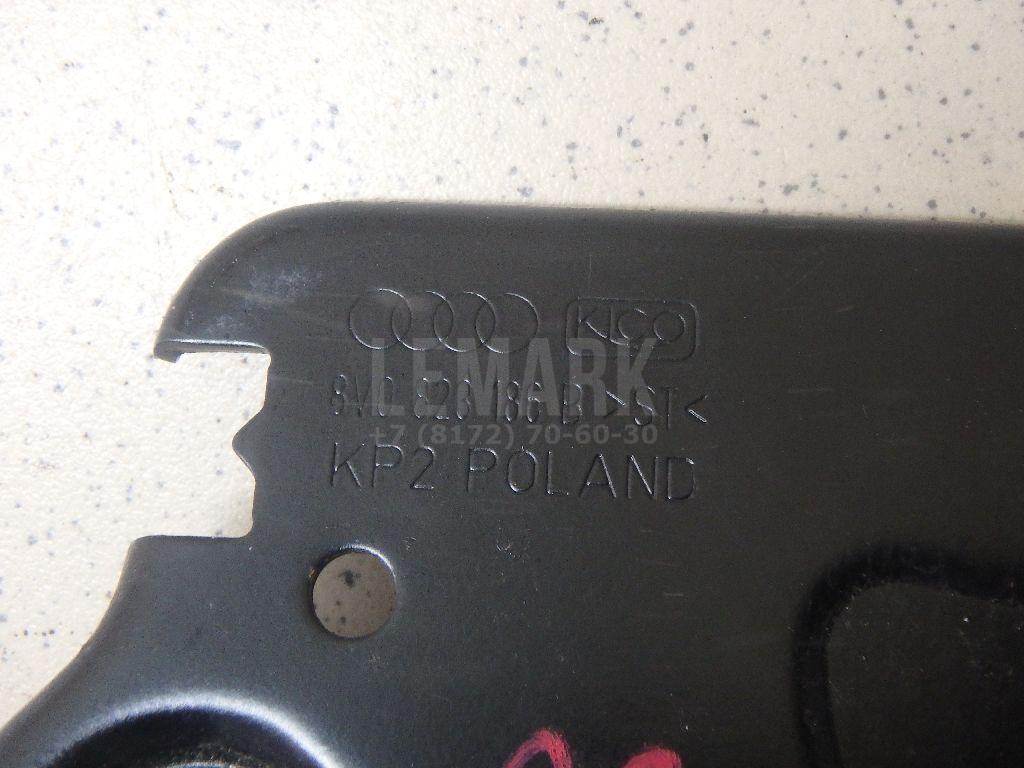 KICO
LEMARK
8V0 823 186 B >ST<
+7 (8172) 70-60-30
KP2 POLAND